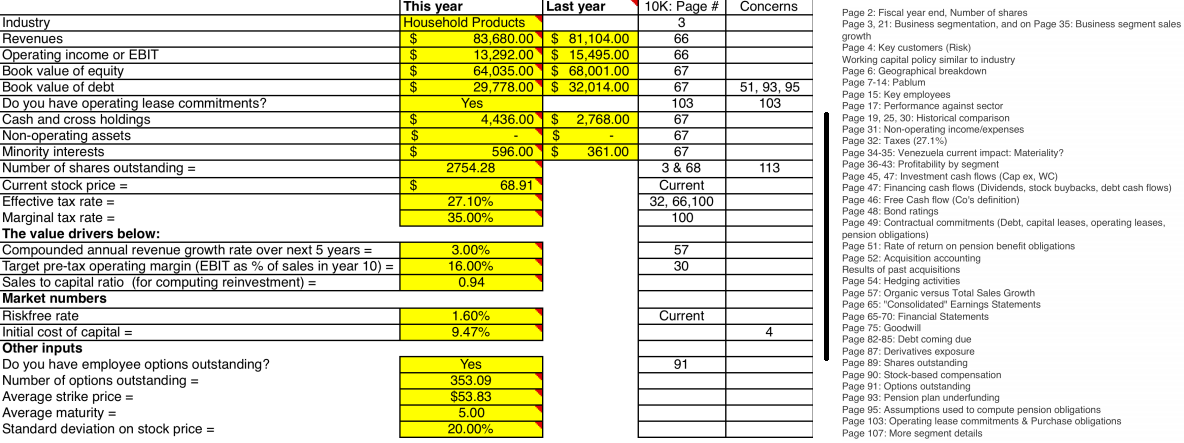 This year Last year 10K: Page # Concerns
Industry Household Products 3
Revenues $ 83,680.00 $ 81,104.00 66
Operating income or EBIT $ 13,292.00 $ 15,495.00 66
Book value of equity $ 64,035.00 $ 68,001.00 67
Book value of debt $ 29,778.00 $ 32,014.00 67 51, 93, 95
Do you have operating lease commitments? Yes 103 103
Cash and cross holdings $ 4,436.00 $ 2,768.00 67
Non-operating assets $ - $ - 67
Minority interests $ 596.00 $ 361.00 67
Number of shares outstanding = 2754.28 3 & 68 113
Current stock price = $ 68.91 Current
Effective tax rate = 27.10% 32, 66,100
Marginal tax rate = 35.00% 100
The value drivers below:
Compounded annual revenue growth rate over next 5 years = 3.00% 57
Target pre-tax operating margin (EBIT as % of sales in year 10) = 16.00% 30
Sales to capital ratio (for computing reinvestment) = 0.94
Market numbers
Riskfree rate 1.60% Current
Initial cost of capital = 9.47% 4
Other inputs
Do you have employee options outstanding? Yes 91
Number of options outstanding = 353.09
Average strike price = $53.83
Average maturity = 5.00
Standard deviation on stock price = 20.00%
Page 2: Fiscal year end, Number of shares
Page 3, 21: Business segmentation, and on Page 35: Business segment sales
growth
Page 4: Key customers (Risk)
Working capital policy similar to industry
Page 6: Geographical breakdown
Page 7-14: Pablum
Page 15: Key employees
Page 17: Performance against sector
Page 19, 25, 30: Historical comparison
Page 31: Non-operating income/expenses
Page 32: Taxes (27.1%)
Page 34-35: Venezuela current impact: Materiality?
Page 36-43: Profitability by segment
Page 45, 47: Investment cash flows (Cap ex, WC)
Page 47: Financing cash flows (Dividends, stock buybacks, debt cash flows)
Page 46: Free Cash flow (Co's definition)
Page 48: Bond ratings
Page 49: Contractual commitments (Debt, capital leases, operating leases,
pension obligations)
Page 51: Rate of return on pension benefit obligations
Page 52: Acquisition accounting
Results of past acquisitions
Page 54: Hedging activities
Page 57: Organic versus Total Sales Growth
Page 65: "Consolidated" Earnings Statements
Page 65-70: Financial Statements
Page 75: Goodwill
Page 82-85: Debt coming due
Page 87: Derivatives exposure
Page 89: Shares outstanding
Page 90: Stock-based compensation
Page 91: Options outstanding
Page 93: Pension plan underfunding
Page 95: Assumptions used to compute pension obligations
Page 103: Operating lease commitments & Purchase obligations
Page 107: More segment details